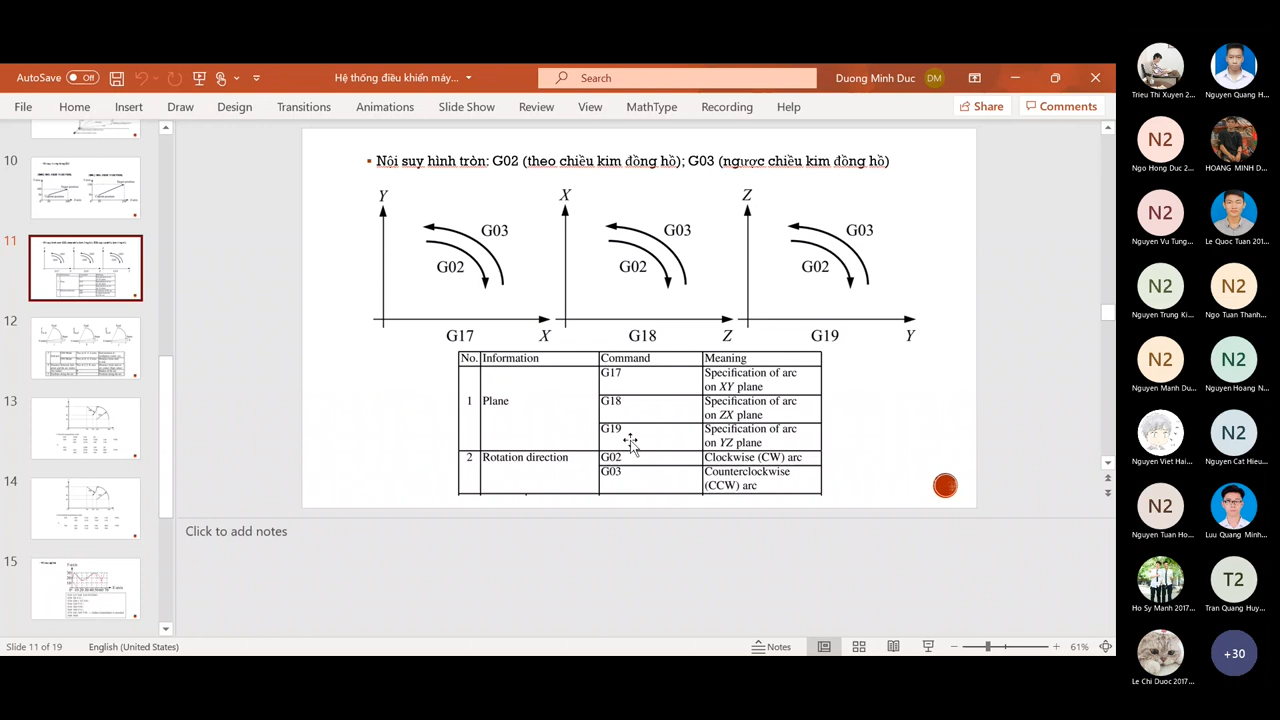 AutoSave Off
Hệ thống điều khiển máy...
Search
Duong Minh Duc DM
File Home Insert Draw Design Transitions Animations Slide Show Review View MathType Recording Help Share Comments
10
11
12
13
14
15
Nội suy hình tròn: G02 (theo chiều kim đồng hồ); G03 (ngược chiều kim đồng hồ)
Y X Z
G03 G03 G03
G02 G02 G02
G17 X G18 Z G19 Y
No. Information Command Meaning
1 Plane G17 Specification of arc
on XY plane
G18 Specification of arc
on ZX plane
G19 Specification of arc
on YZ plane
2 Rotation direction G02 Clockwise (CW) arc
G03 Counterclockwise
(CCW) arc
Click to add notes
Slide 11 of 19 English (United States) Notes 61%
Trieu Thi Xuyen 2... Nguyen Quang H...
N2
Ngo Hong Duc 2... HOANG MINH D...
N2
Nguyen Vu Tung... Le Quoc Tuan 201...
N2 N2
Nguyen Trung Ki... Ngo Tuan Thanh...
N2 N2
Nguyen Manh Du... Nguyen Hoang N...
N2
Nguyen Viet Hai... Nguyen Cat Hieu...
N2
Nguyen Tuan Ho... Luu Quang Minh...
T2
Ho Sy Manh 2017... Tran Quang Huy...
+30
Le Chi Duoc 2017...